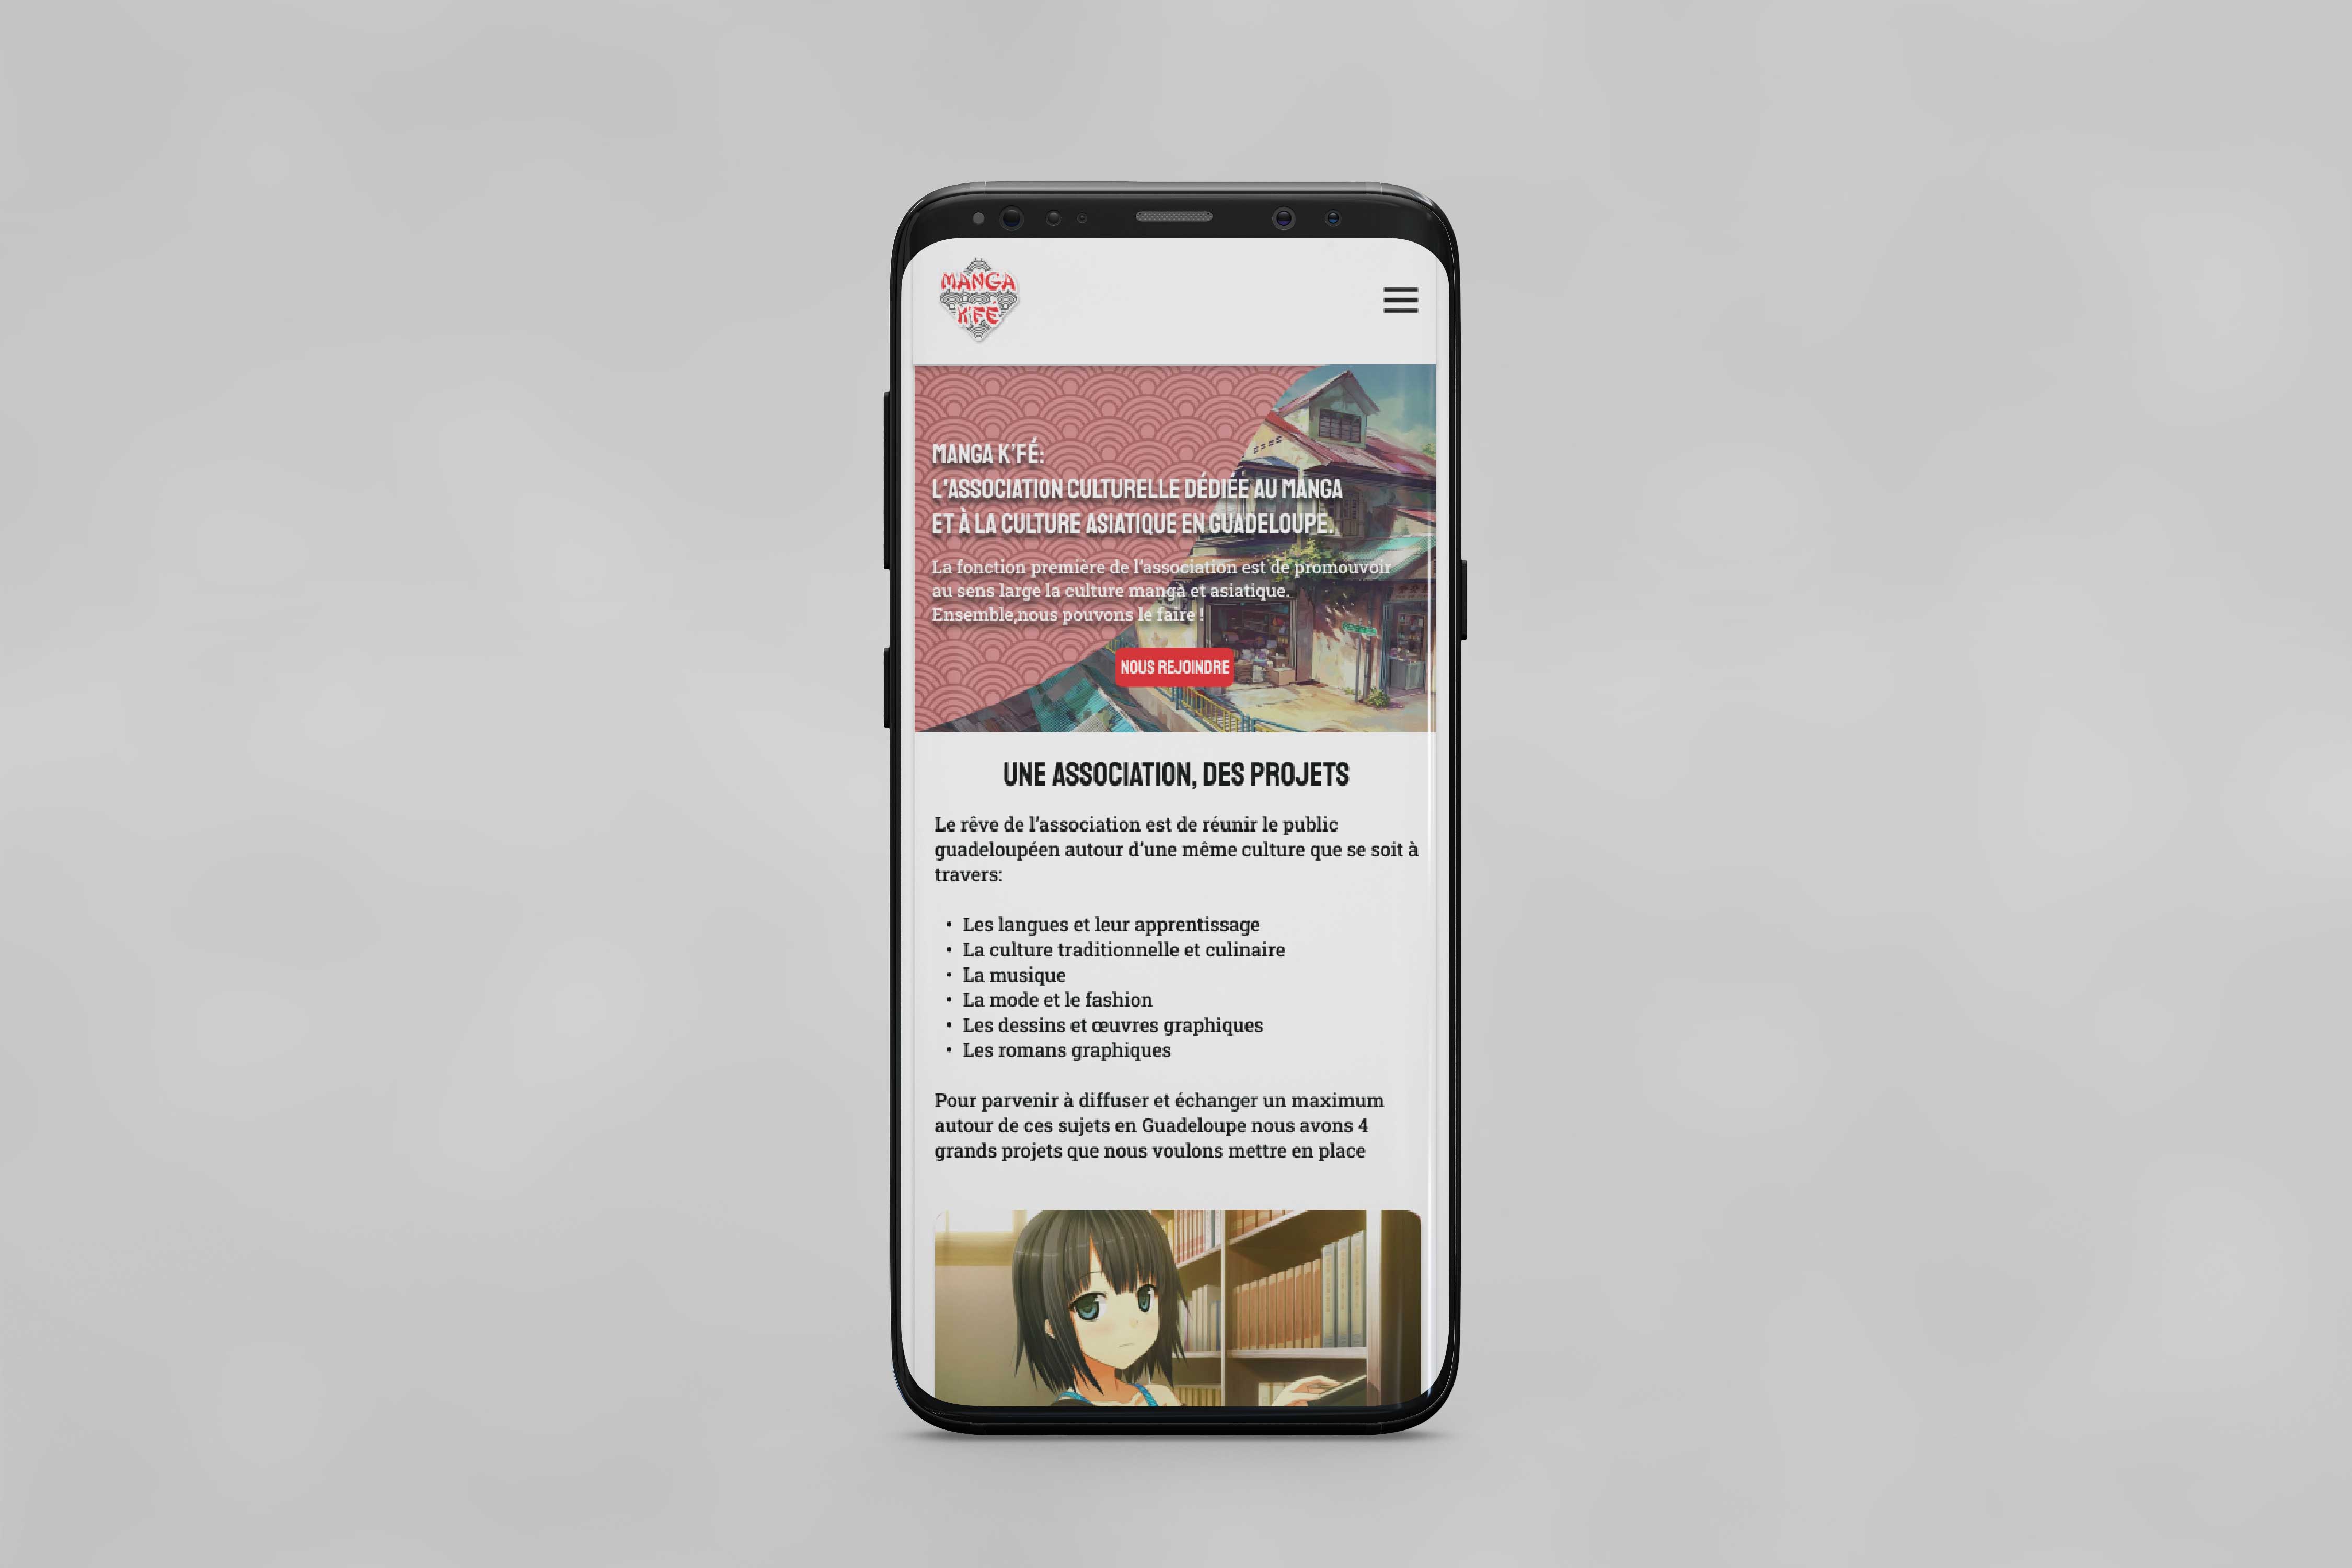 MANGA
K'FÉ
MANGA K'FÉ:
L'ASSOCIATION CULTURELLE DÉDIÉE AU MANGA
ET À LA CULTURE ASIATIQUE EN GUADELOUPE.
La fonction première de l'association est de promouvoir
au sens large la culture manga et asiatique.
Ensemble,nous pouvons le faire !
NOUS REJOINDRE
UNE ASSOCIATION, DES PROJETS
Le rêve de l'association est de réunir le public
guadeloupéen autour d'une même culture que se soit à
travers:
• Les langues et leur apprentissage
• La culture traditionnelle et culinaire
• La musique
• La mode et le fashion
• Les dessins et œuvres graphiques
• Les romans graphiques
Pour parvenir à diffuser et échanger un maximum
autour de ces sujets en Guadeloupe nous avons 4
grands projets que nous voulons mettre en place